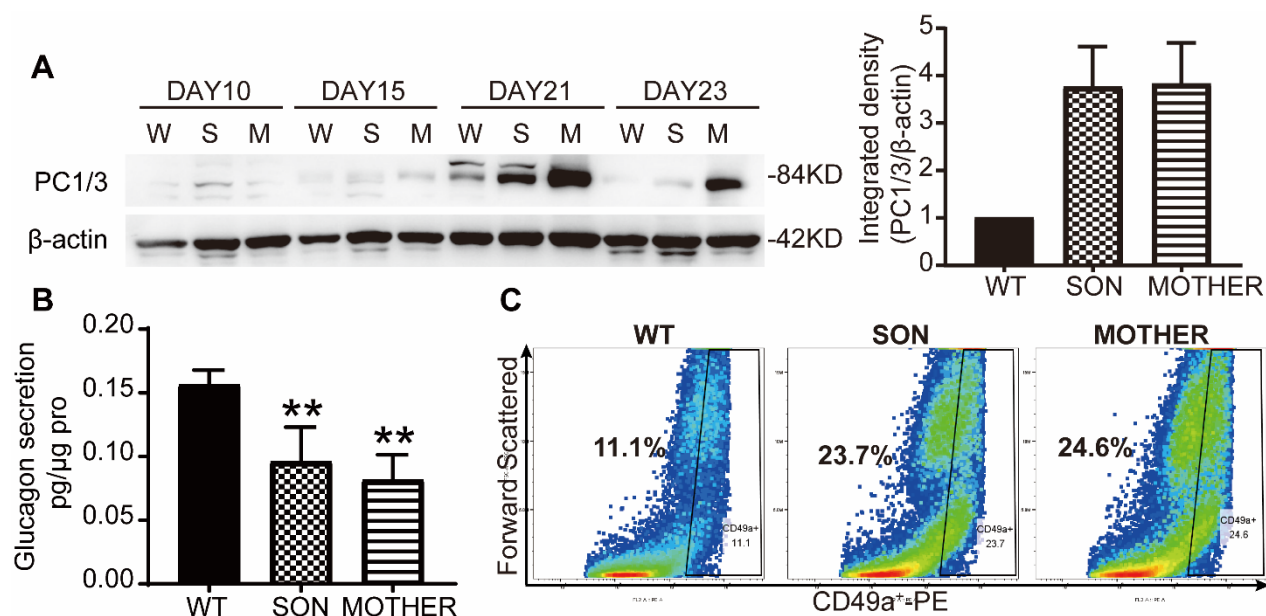 A
DAY10 DAY15 DAY21 DAY23
W S M W S M W S M W S M
PC1/3
-84KD
β-actin
-42KD
Integrated density
(PC1/3/β-actin)
5
4
3
2
1
0
WT SON MOTHER
B
Glucagon secretion
pg/μg pro
0.20
0.15
0.10
0.05
0.00
** **
WT SON MOTHER
C
WT SON MOTHER
Forward Scattered
11.1% 23.7% 24.6%
CD49a+
11.1
CD49a+
23.7
CD49a+
24.6
CD49a⁺-PE